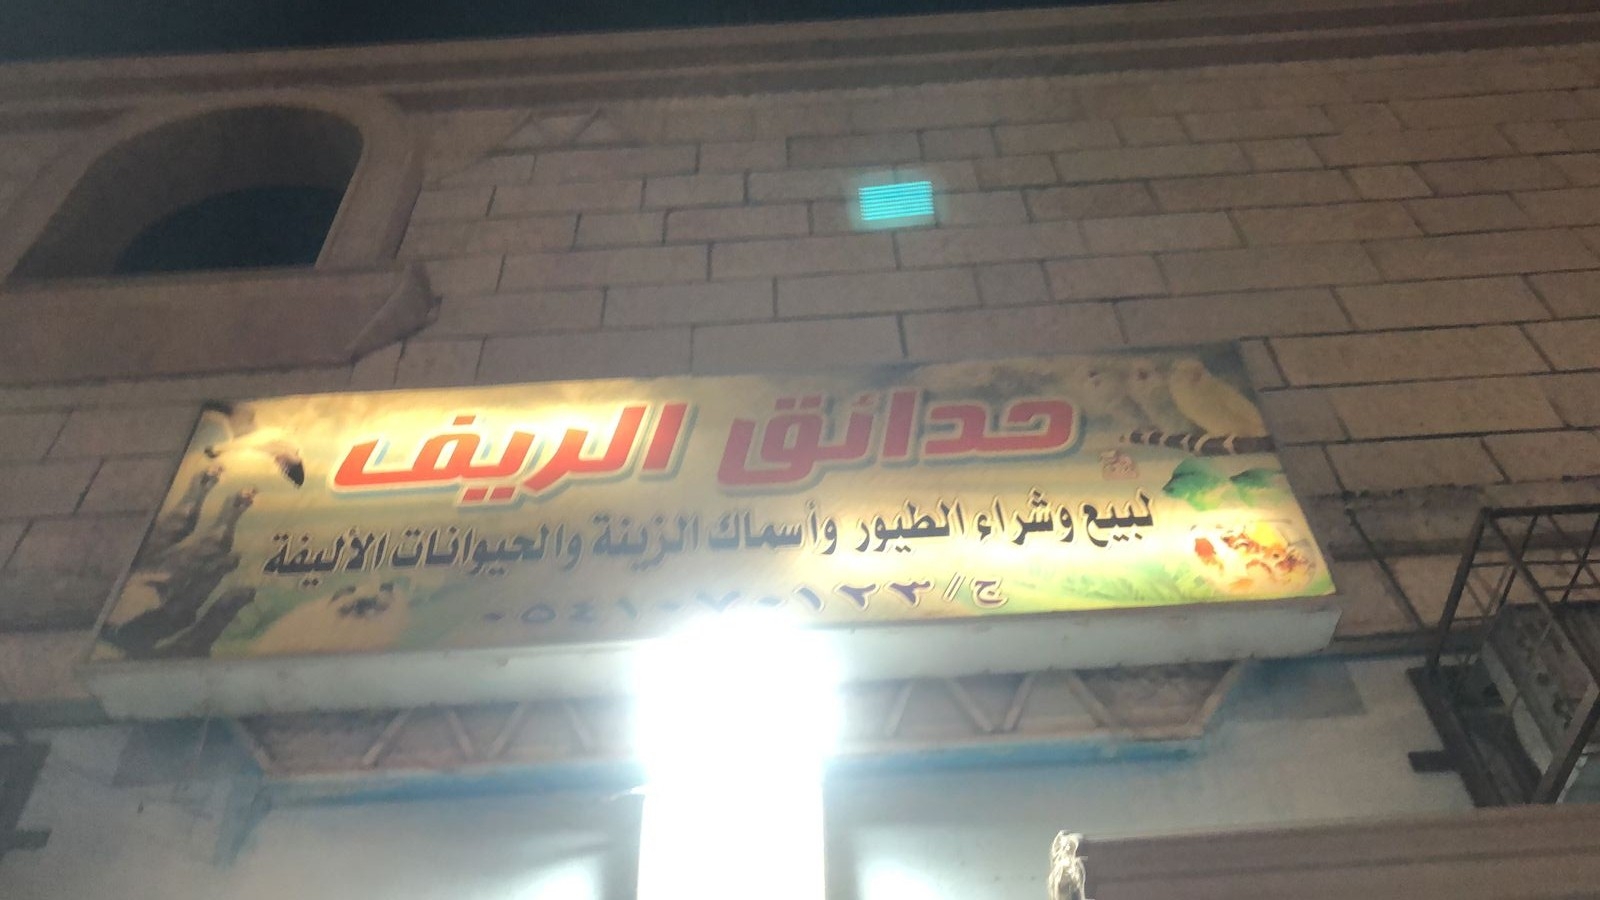 حدائق الريف
لبيع وشراء الطيور وأسماك الزينة والحيوانات الأليفة
ج//